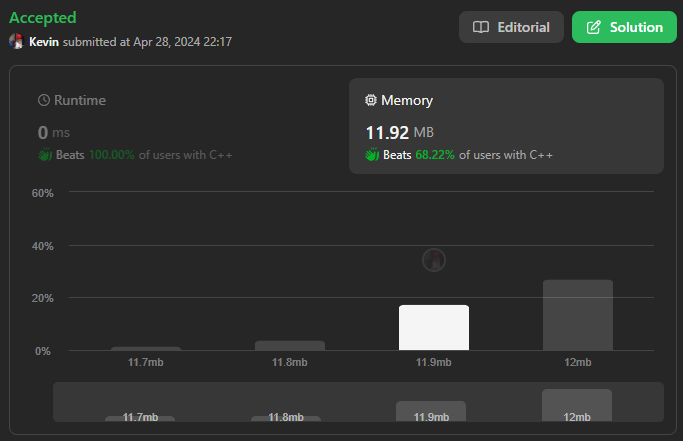 Accepted
Kevin submitted at Apr 28, 2024 22:17
Editorial
Solution
Runtime
0 ms
Beats 100.00% of users with C++
Memory
11.92 MB
Beats 68.22% of users with C++
60%
40%
20%
0%
11.7mb 11.8mb 11.9mb 12mb
11.7mb 11.8mb 11.9mb 12mb